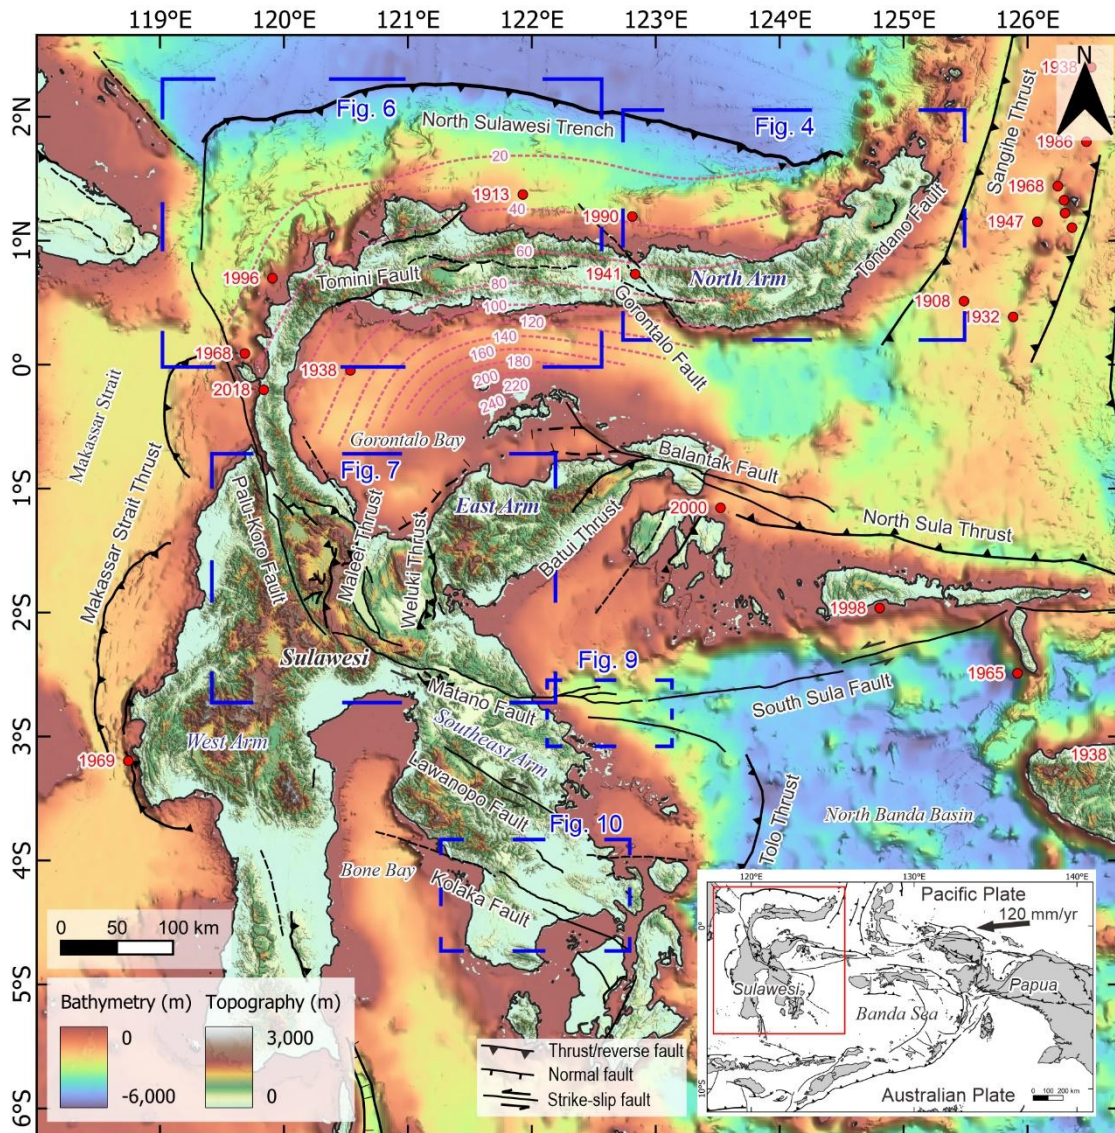 119°E 120°E 121°E 122°E 123°E 124°E 125°E 126°E
N
1938
2°N
Fig. 6
North Sulawesi Trench
Fig. 4
Sangihe Thrust
1986
20
1968
1913
40
1990
1947
Tondano Fault
1°N
60
1941
North Arm
1996
Tomini Fault
80
100
120
140
160
180
200
220
240
Gorontalo Fault
1908
1932
0°
1968
1938
2018
Makassar Strait
Gorontalo Bay
Fig. 7
Balantak Fault
1°S
Makassar Strait Thrust
Palu-Koro Fault
Maleei Thrust
Weluki Thrust
East Arm
Batui Thrust
2000
North Sula Thrust
2°S
1998
Sulawesi
Fig. 9
1965
Matano Fault
South Sula Fault
3°S
West Arm
Southeast Arm
1969
1938
Lawanopo Fault
Tolo Thrust
North Banda Basin
Fig. 10
4°S
Bone Bay
Kolaka Fault
0 50 100 km
5°S
6°S
Bathymetry (m)
0
-6,000
Topography (m)
3,000
0
Thrust/reverse fault
Normal fault
Strike-slip fault
120°E 130°E 140°E
0°
10°S
Pacific Plate
120 mm/yr
Sulawesi
Papua
Banda Sea
Australian Plate
0 100 200 km